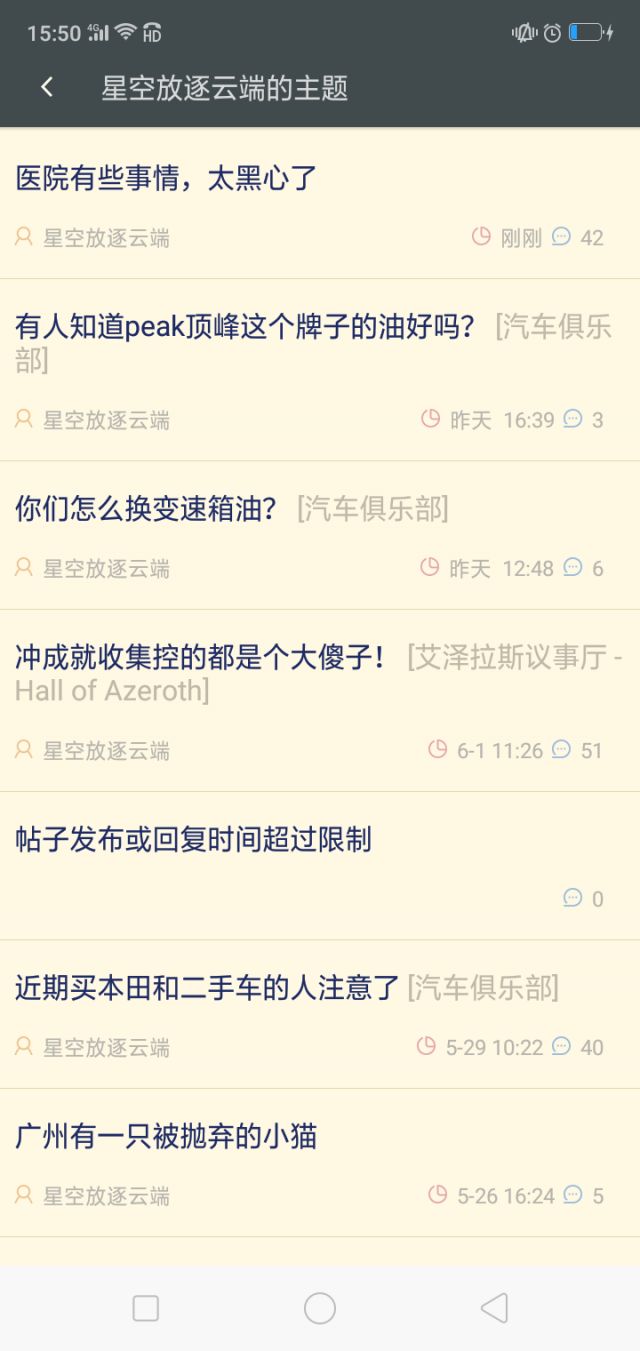 15:50 4G HD
星空放逐云端的主题
医院有些事情，太黑心了
星空放逐云端 刚刚 42
有人知道peak顶峰这个牌子的油好吗？ [汽车俱乐
部]
星空放逐云端 昨天 16:39 3
你们怎么换变速箱油？ [汽车俱乐部]
星空放逐云端 昨天 12:48 6
冲成就收集控的都是个大傻子！ [艾泽拉斯议事厅 -
Hall of Azeroth]
星空放逐云端 6-1 11:26 51
帖子发布或回复时间超过限制
0
近期买本田和二手车的人注意了 [汽车俱乐部]
星空放逐云端 5-29 10:22 40
广州有一只被抛弃的小猫
星空放逐云端 5-26 16:24 5